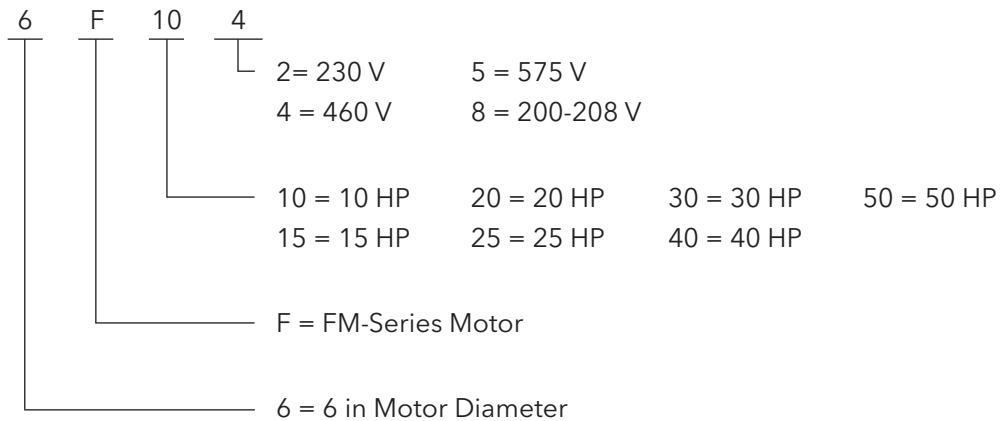 6 F 10 4
2= 230 V 5 = 575 V
4 = 460 V 8 = 200-208 V
10 = 10 HP 20 = 20 HP 30 = 30 HP 50 = 50 HP
15 = 15 HP 25 = 25 HP 40 = 40 HP
F = FM-Series Motor
6 = 6 in Motor Diameter